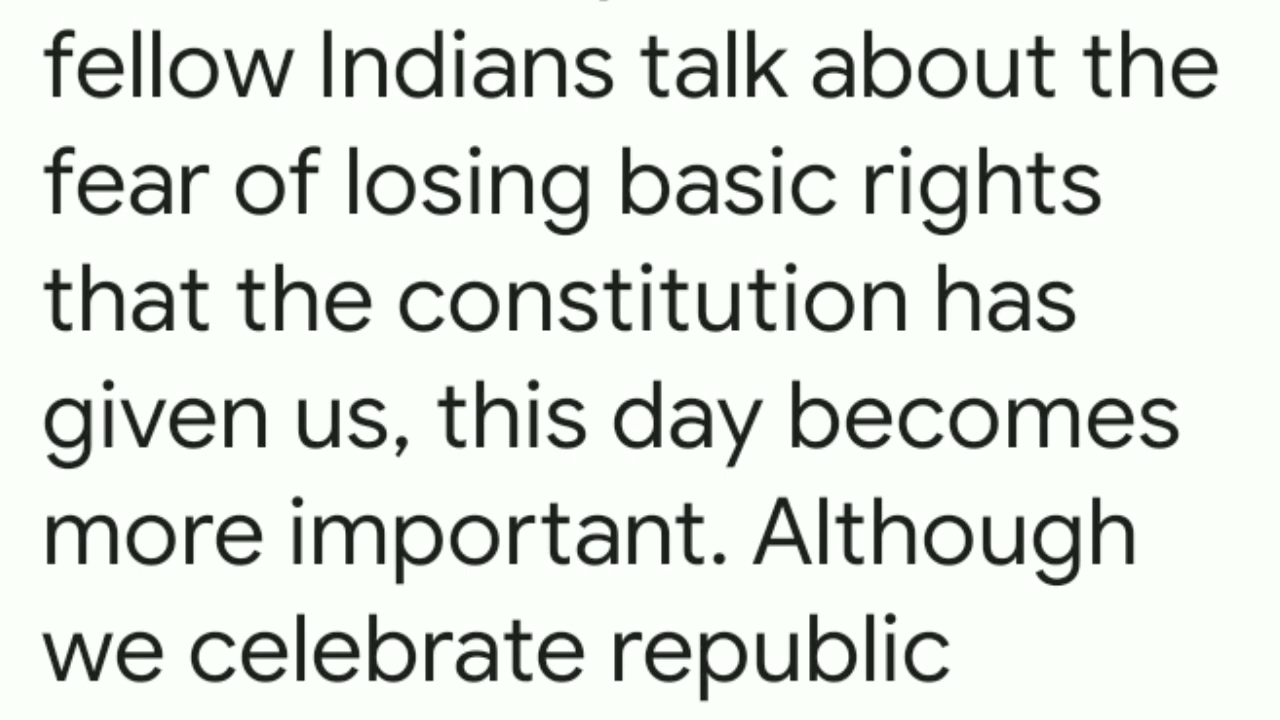 fellow Indians talk about the
fear of losing basic rights
that the constitution has
given us, this day becomes
more important. Although
we celebrate republic